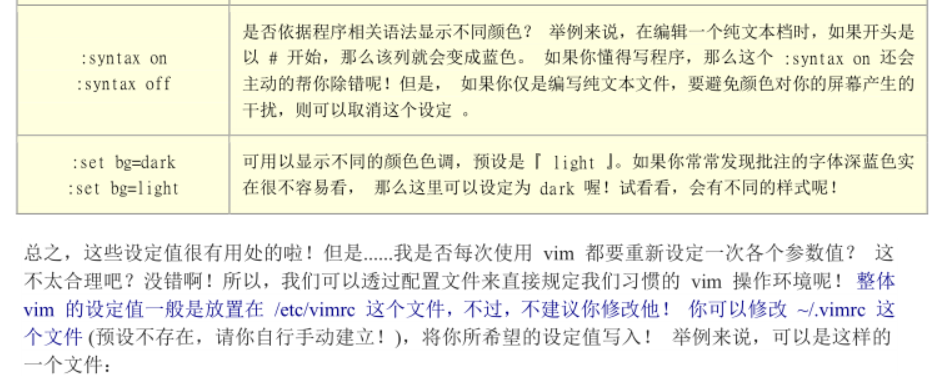 :syntax on
:syntax off
是否依据程序相关语法显示不同颜色? 举例来说，在编辑一个纯文本档时，如果开头是
以 # 开始，那么该列就会变成蓝色。 如果你懂得写程序，那么这个 :syntax on 还会
主动的帮你除错呢！但是， 如果你仅是编写纯文本文件，要避免颜色对你的屏幕产生的
干扰，则可以取消这个设定 。
:set bg=dark
:set bg=light
可用以显示不同的颜色色调，预设是『 light 』。如果你常常发现批注的字体深蓝色实
在很不容易看， 那么这里可以设定为 dark 喔！试看看，会有不同的样式呢！
总之，这些设定值很有用处的啦！但是......我是否每次使用 vim 都要重新设定一次各个参数值？ 这
不太合理吧？没错啊！所以，我们可以透过配置文件来直接规定我们习惯的 vim 操作环境呢！整体
vim 的设定值一般是放置在 /etc/vimrc 这个文件，不过，不建议你修改他！ 你可以修改 ~/.vimrc 这
个文件 (预设不存在，请你自行手动建立！)，将你所希望的设定值写入！ 举例来说，可以是这样的
一个文件：